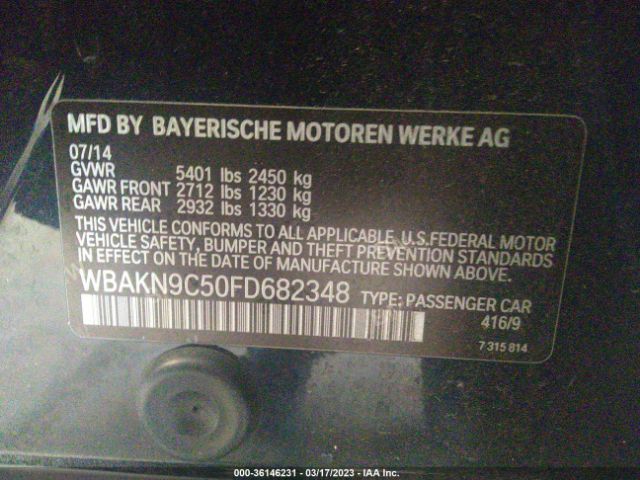 MFD BY BAYERISCHE MOTOREN WERKE AG
07/14
GVWR 5401 lbs 2450 kg
GAWR FRONT 2712 lbs 1230 kg
GAWR REAR 2932 lbs 1330 kg
THIS VEHICLE CONFORMS TO ALL APPLICABLE U.S.FEDERAL MOTOR
VEHICLE SAFETY, BUMPER AND THEFT PREVENTION STANDARDS
IN EFFECT ON THE DATE OF MANUFACTURE SHOWN ABOVE.
WBAKN9C50FD682348 TYPE: PASSENGER CAR
416/9
7 315 814
000-36146231 - 03/17/2023 - IAA Inc.